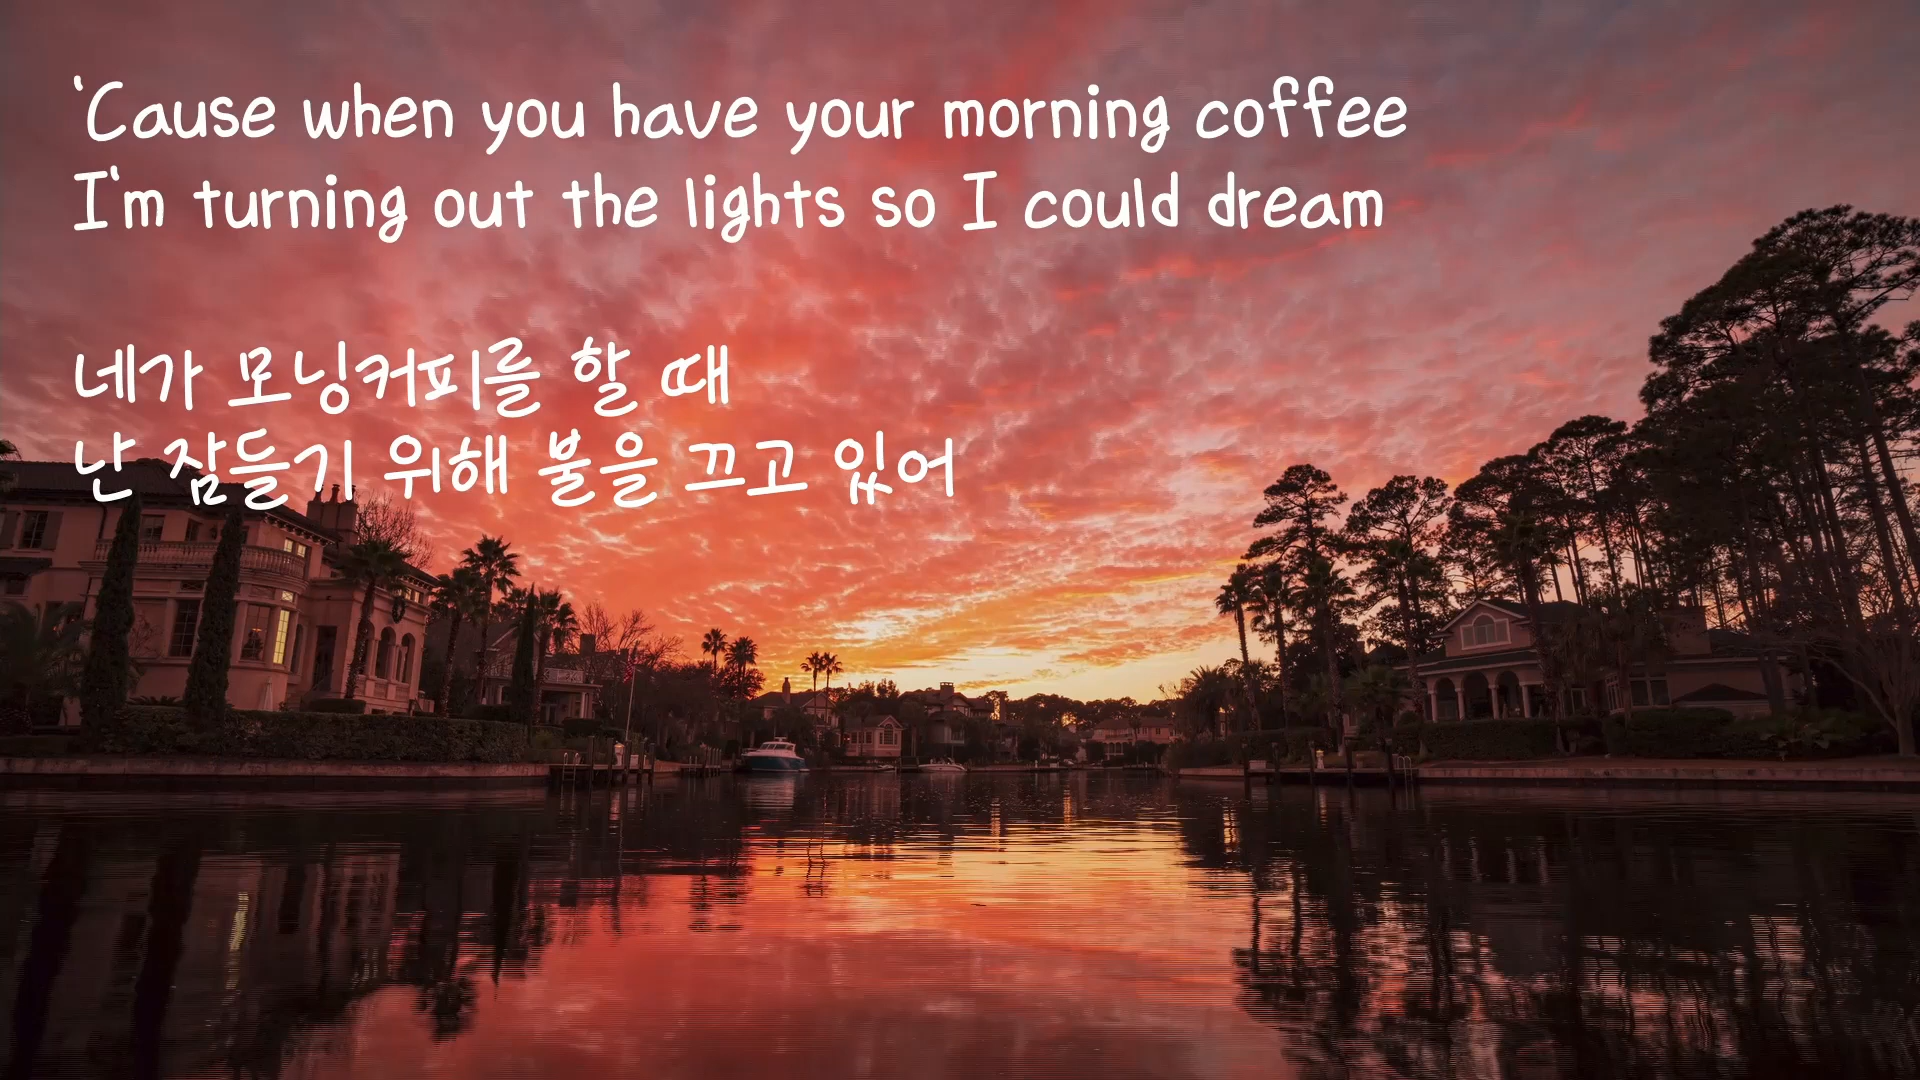 ‘Cause when you have your morning coffee
I'm turning out the lights so I could dream
네가 모닝커피를 할 때
난 잠들기 위해 불을 끄고 있어